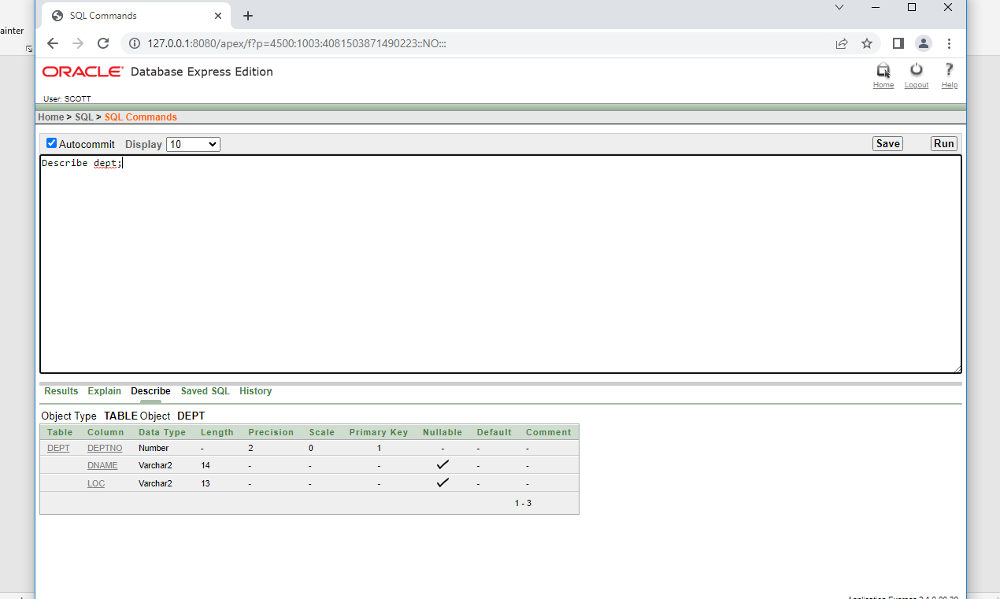 SQL Commands
ainter
127.0.0.1:8080/apex/f?p=4500:1003:4081503871490223::NO:::
ORACLE Database Express Edition
Home Logout Help
User: SCOTT
Home > SQL > SQL Commands
Autocommit Display 10 Save Run
Describe dept;
Results Explain Describe Saved SQL History
Object Type TABLE Object DEPT
Table Column Data Type Length Precision Scale Primary Key Nullable Default Comment
DEPT DEPTNO Number - 2 0 1 - - -
DNAME Varchar2 14 - - - - -
LOC Varchar2 13 - - - - -
1 - 3